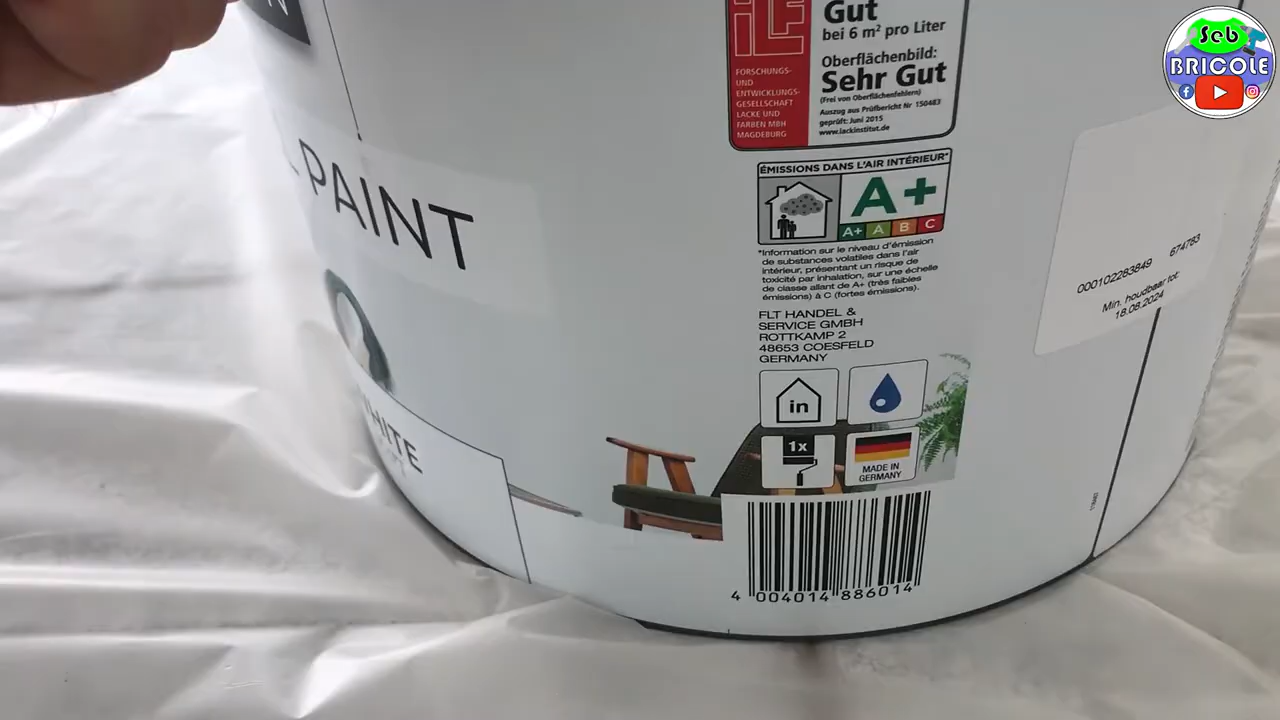 PAINT
WHITE
Gut
bei 6 m² pro Liter
Oberflächenbild:
Sehr Gut
(Frei von Oberflächenfehlern)
Auszug aus Prüfbericht Nr 150483
geprüft: Juni 2015
www.lackinstitut.de
FORSCHUNGS-
UND
ENTWICKLUNGS-
GESELLSCHAFT
LACKE UND
FARBEN MBH
MAGDEBURG
ÉMISSIONS DANS L'AIR INTÉRIEUR*
A+
A+ A B C
*Information sur le niveau d'émission
de substances volatiles dans l'air
intérieur, présentant un risque de
toxicité par inhalation, sur une échelle
de classe allant de A+ (très faibles
émissions) à C (fortes émissions).
FLT HANDEL &
SERVICE GMBH
ROTTKAMP 2
48653 COESFELD
GERMANY
in
1x
MADE IN
GERMANY
4 004014 886014
000102283849 674763
Min. houdbaar tot:
18.08.2024
Seb
BRICOLE